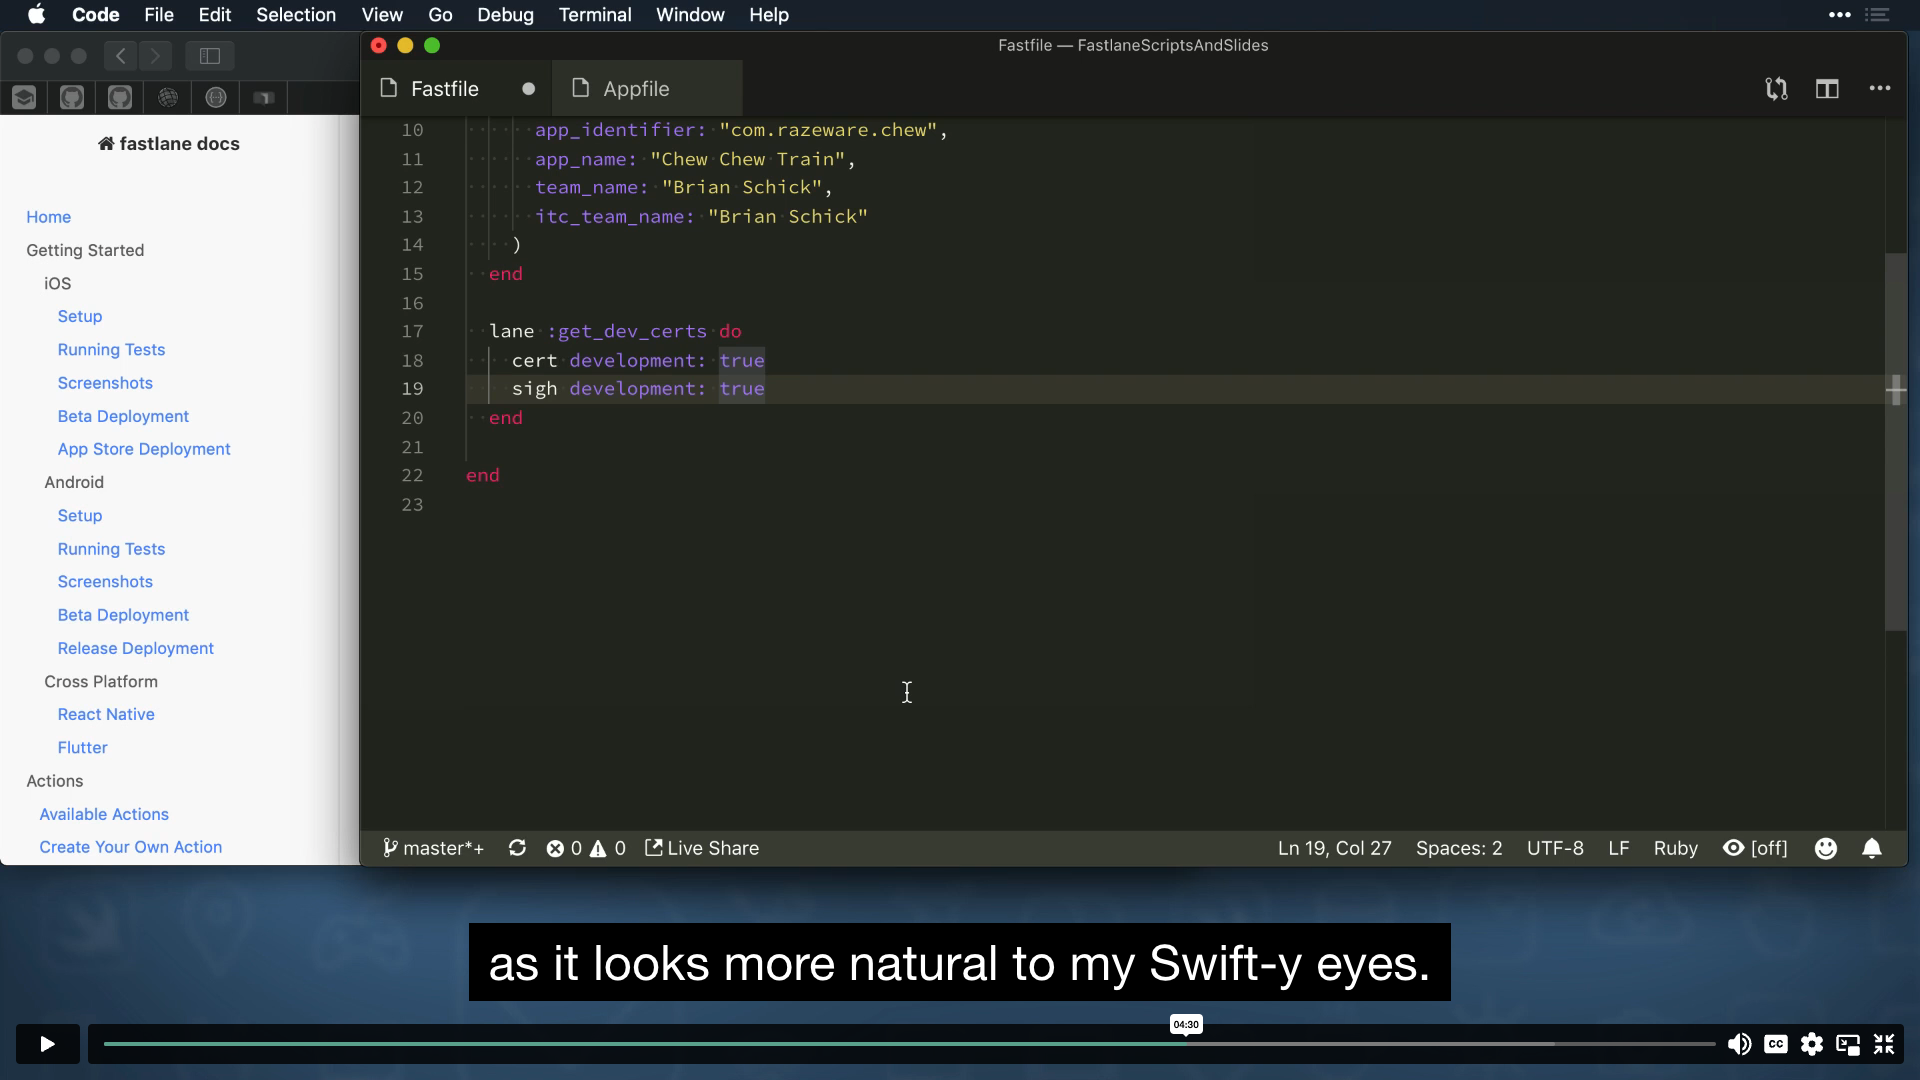 Code File Edit Selection View Go Debug Terminal Window Help
Fastfile — FastlaneScriptsAndSlides
Fastfile
Appfile
fastlane docs
Home
Getting Started
iOS
Setup
Running Tests
Screenshots
Beta Deployment
App Store Deployment
Android
Setup
Running Tests
Screenshots
Beta Deployment
Release Deployment
Cross Platform
React Native
Flutter
Actions
Available Actions
Create Your Own Action
10 app_identifier: "com.razeware.chew",
11 app_name: "Chew Chew Train",
12 team_name: "Brian Schick",
13 itc_team_name: "Brian Schick"
14 )
15 end
16
17 lane :get_dev_certs do
18 cert development: true
19 sigh development: true
20 end
21
22 end
23
master*+ 0 0 Live Share Ln 19, Col 27 Spaces: 2 UTF-8 LF Ruby [off]
as it looks more natural to my Swift-y eyes.
04:30
CC